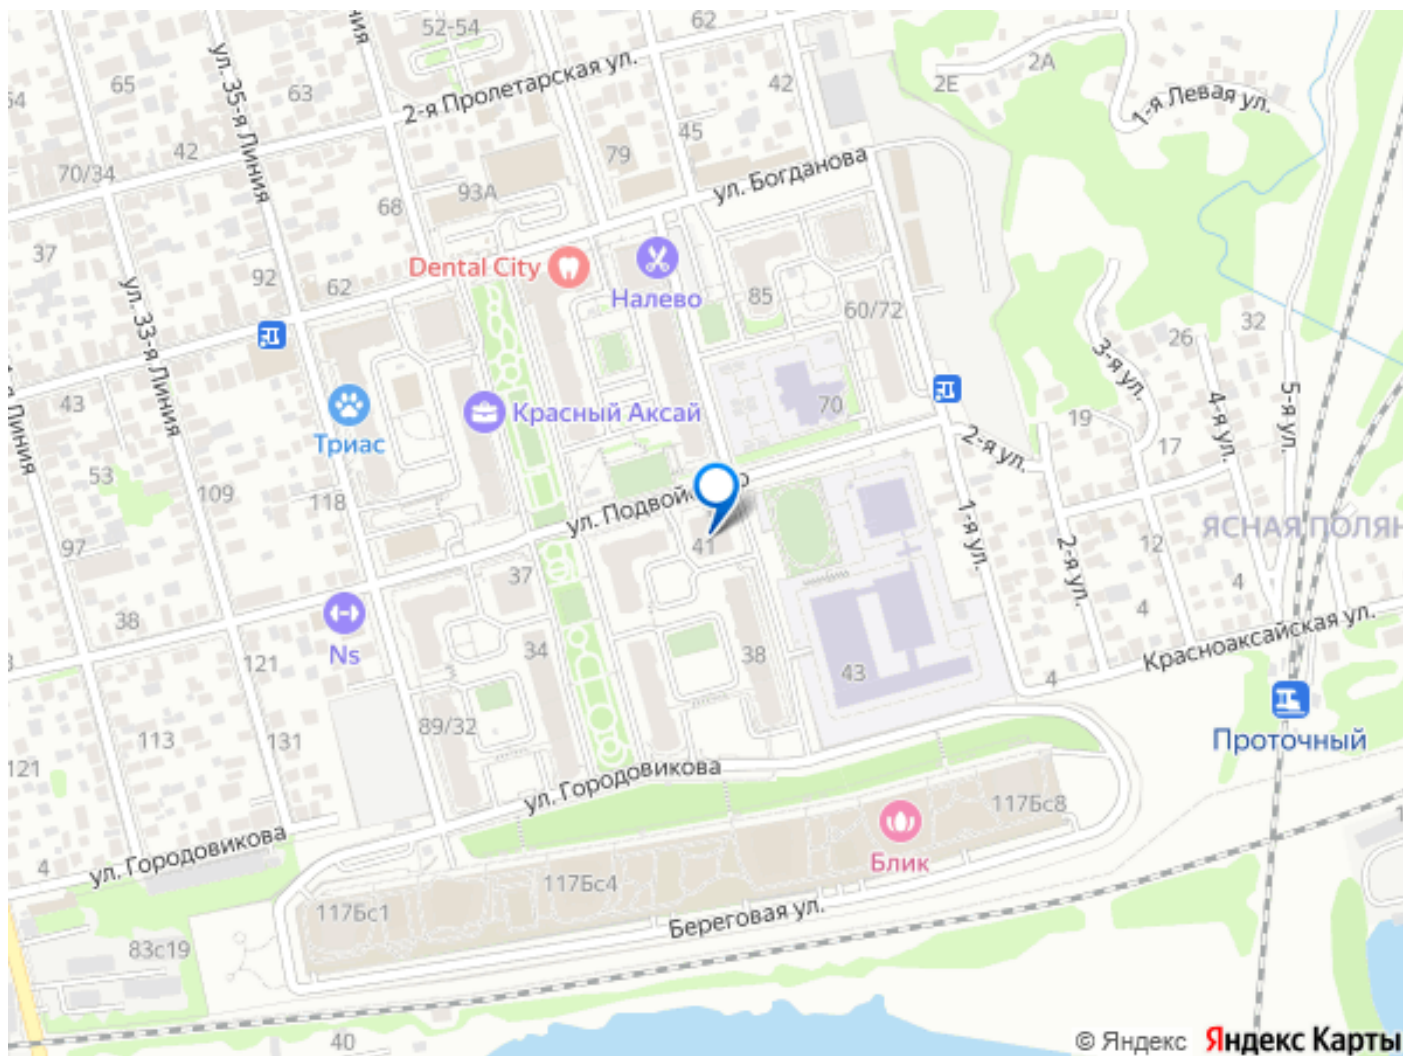 52-54
62
2А
2Е
65
63
ул. 35-я Линия
2-я Пролетарская ул.
42
1-я Левая ул.
45
79
42
70/34
93А
ул. Богданова
68
37
92
62
Dental City
Налево
85
60/72
ул. 33-я Линия
26
32
3-я ул.
4-я ул.
5-я ул.
43
Триас
Красный Аксай
70
19
17
2-я ул.
53
109
118
ул. Подвой
41
97
1-я ул.
2-я ул.
12
4
4
ЯСНАЯ ПОЛЯН
37
38
Ns
34
38
43
121
4
Красноаксайская ул.
89/32
113
131
121
Проточный
ул. Городовикова
ул. Городовикова
4
117Бс8
Блик
117Бс4
117Бс1
Береговая ул.
83с19
40
© Яндекс
Яндекс Карты